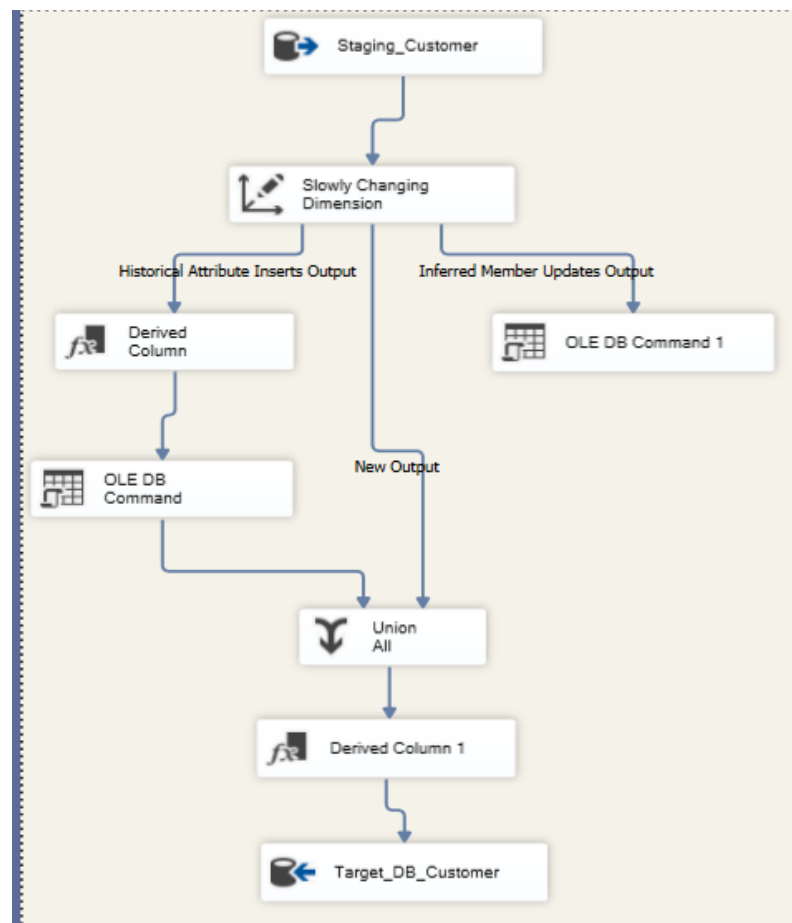 Staging_Customer
Slowly Changing
Dimension
Historical Attribute Inserts Output
Inferred Member Updates Output
Derived
Column
OLE DB Command 1
New Output
OLE DB
Command
Union
All
Derived Column 1
Target_DB_Customer